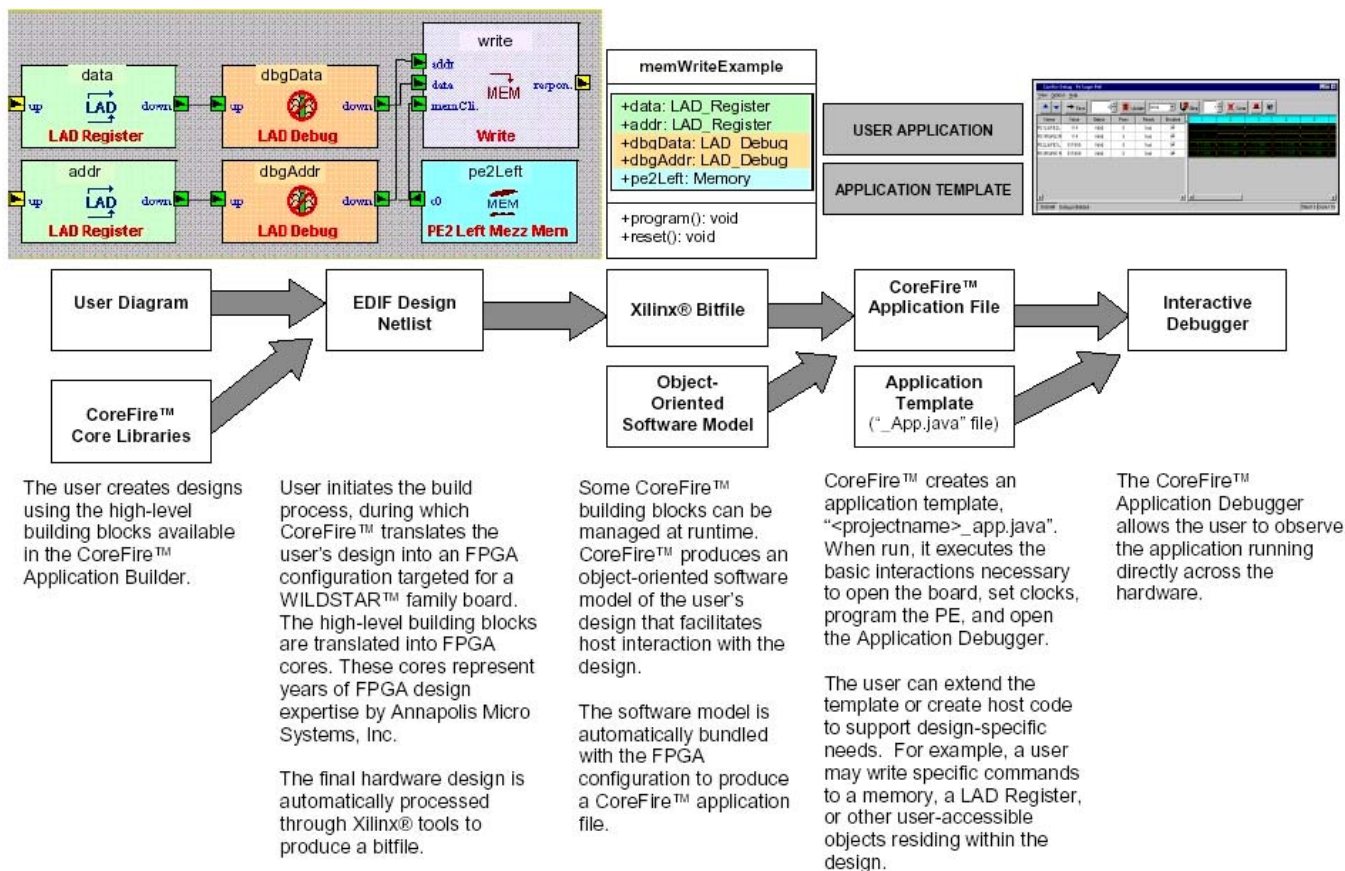 data
up
LAD
down
LAD Register
dbgData
up
down
LAD Debug
write
addr
data
memCli.
MEM
respon.
Write
addr
up
LAD
down
LAD Register
dbgAddr
up
down
LAD Debug
pe2Left
c0
MEM
PE2 Left Mezz Mem
memWriteExample
+data: LAD_Register
+addr: LAD_Register
+dbgData: LAD_Debug
+dbgAddr: LAD_Debug
+pe2Left: Memory
+program(): void
+reset(): void
USER APPLICATION
APPLICATION TEMPLATE
User Diagram
CoreFire™
Core Libraries
EDIF Design
Netlist
Xilinx® Bitfile
Object-
Oriented
Software Model
CoreFire™
Application File
Application
Template
("_App.java" file)
Interactive
Debugger
The user creates designs
using the high-level
building blocks available
in the CoreFire™
Application Builder.
User initiates the build
process, during which
CoreFire™ translates the
user's design into an FPGA
configuration targeted for a
WILDSTAR™ family board.
The high-level building blocks
are translated into FPGA
cores. These cores represent
years of FPGA design
expertise by Annapolis Micro
Systems, Inc.
The final hardware design is
automatically processed
through Xilinx® tools to
produce a bitfile.
Some CoreFire™
building blocks can be
managed at runtime.
CoreFire™ produces an
object-oriented software
model of the user's
design that facilitates
host interaction with the
design.
The software model is
automatically bundled
with the FPGA
configuration to produce
a CoreFire™ application
file.
CoreFire™ creates an
application template,
"<projectname>_app.java".
When run, it executes the
basic interactions necessary
to open the board, set clocks,
program the PE, and open
the Application Debugger.
The user can extend the
template or create host code
to support design-specific
needs. For example, a user
may write specific commands
to a memory, a LAD Register,
or other user-accessible
objects residing within the
design.
The CoreFire™
Application Debugger
allows the user to observe
the application running
directly across the
hardware.